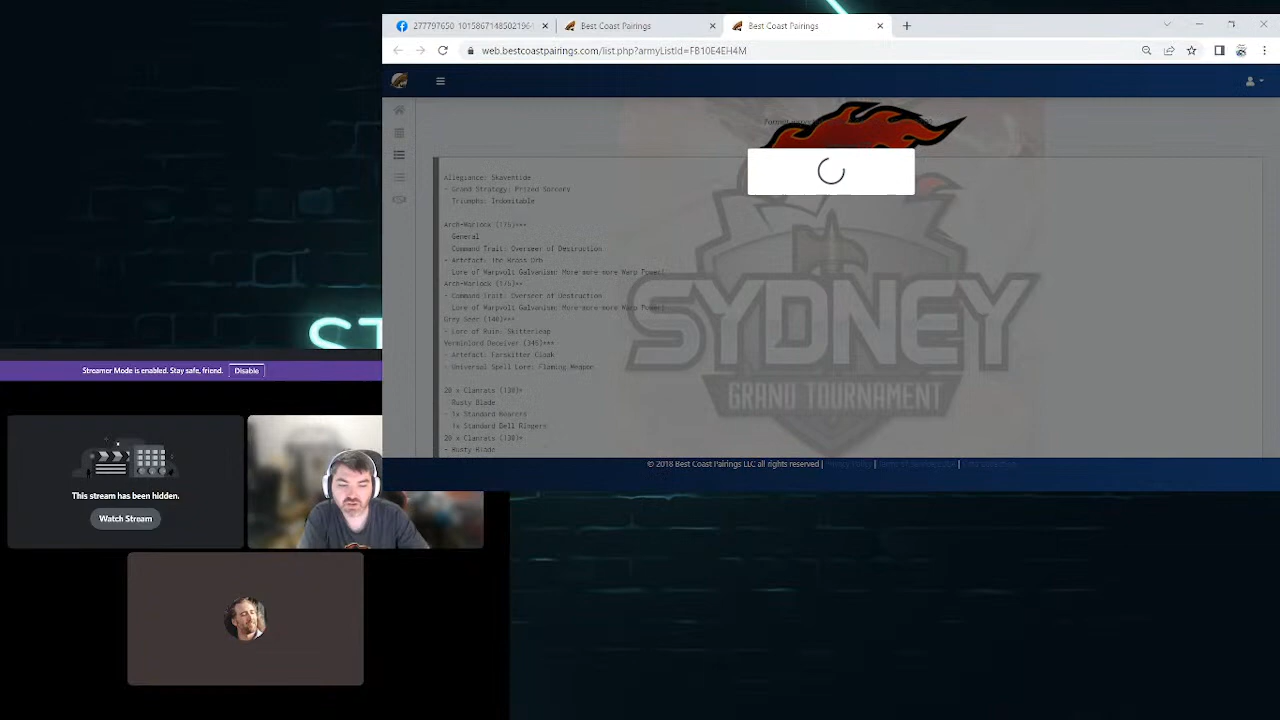 277797650_1015867148502196
Best Coast Pairings
Best Coast Pairings
web.bestcoastpairings.com/list.php?armyListId=FB10E4EH4M
Allegiance: Skaventide
- Grand Strategy: Prized Sorcery
- Triumphs: Indomitable
Arch-Warlock (175)***
General
Command Trait: Overseer of Destruction
- Artefact: The Brass Orb
Lore of Warpvolt Galvanism: More more more Warp Power!
Arch-Warlock (175)**
- Command Trait: Overseer of Destruction
Lore of Warpvolt Galvanism: More more more Warp Power!
Grey Seer (140)***
- Lore of Ruin: Skitterleap
Verminlord Deceiver (345)***
- Artefact: Farskitter Cloak
- Universal Spell Lore: Flaming Weapon
20 x Clanrats (130)*
Rusty Blade
- 1x Standard Bearers
1x Standard Bell Ringers
20 x Clanrats (130)*
- Rusty Blade
SYDNEY
GRAND TOURNAMENT
© 2018 Best Coast Pairings LLC all rights reserved |
ST
Streamer Mode is enabled. Stay safe, friend.
Disable
This stream has been hidden.
Watch Stream